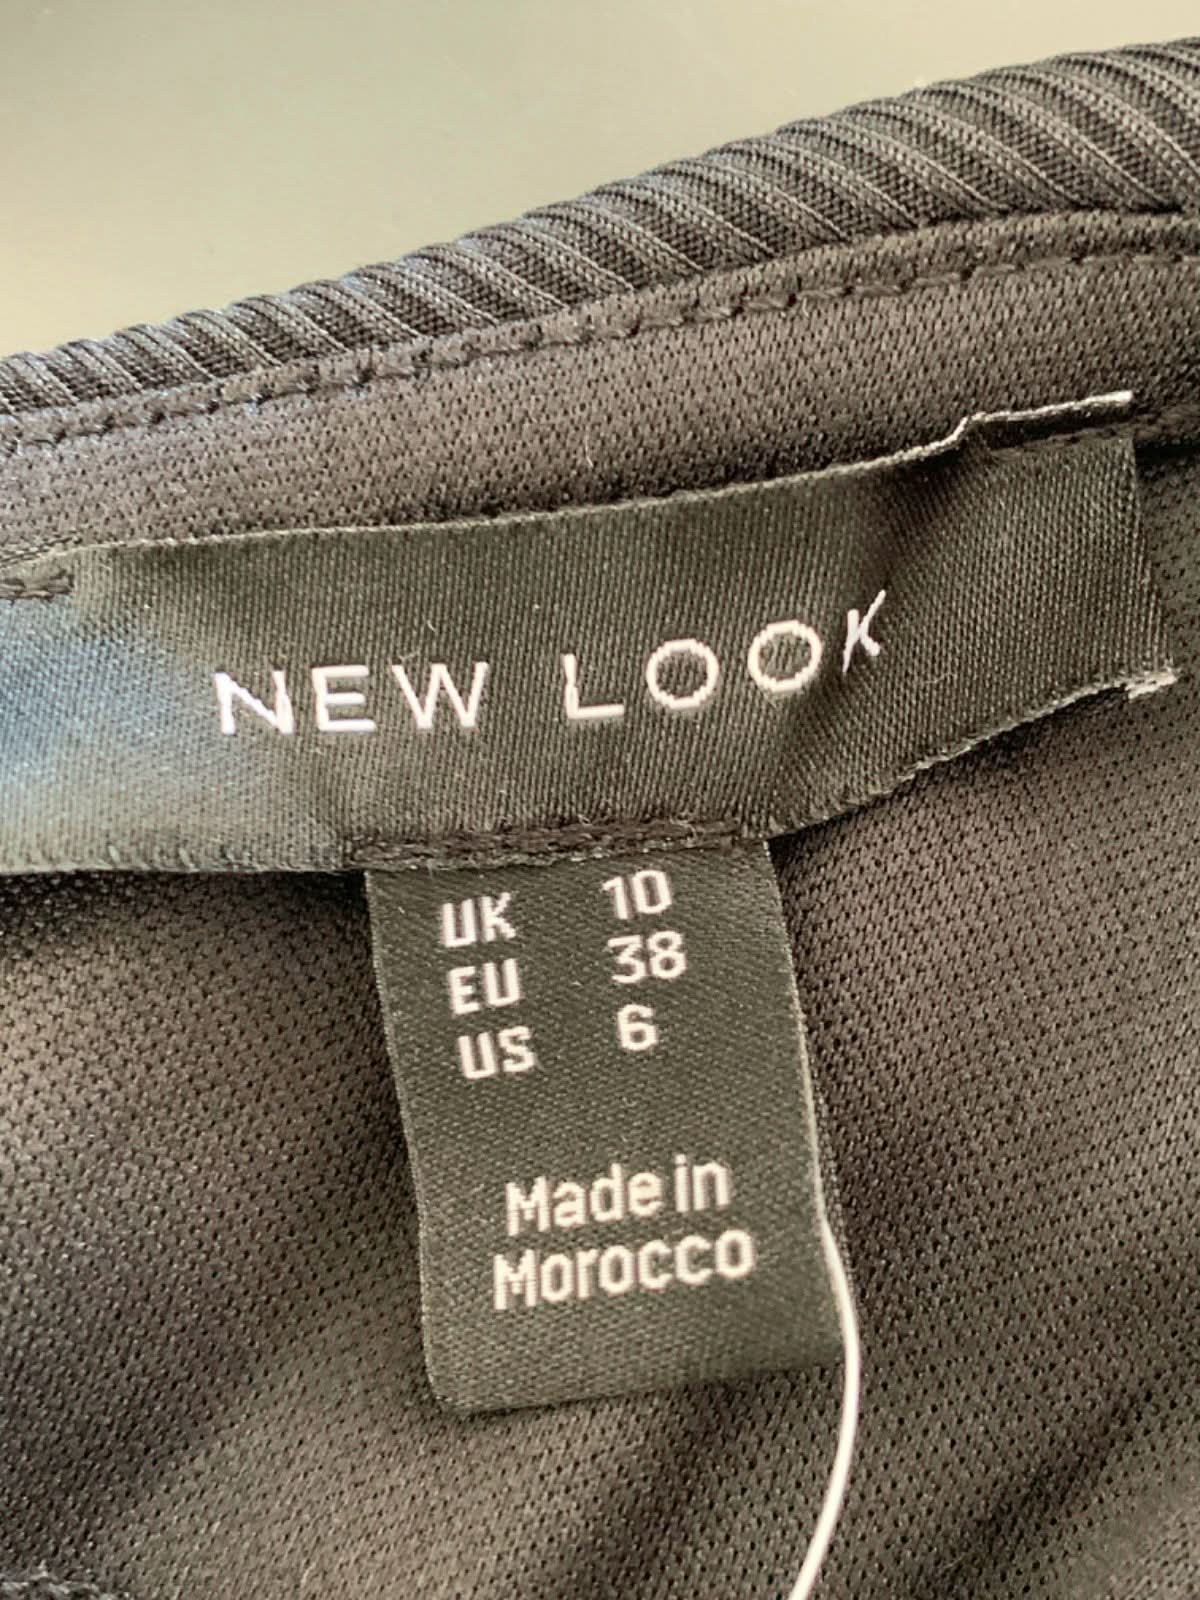 NEW LOOK
UK 10
EU 38
US 6
Made in
Morocco